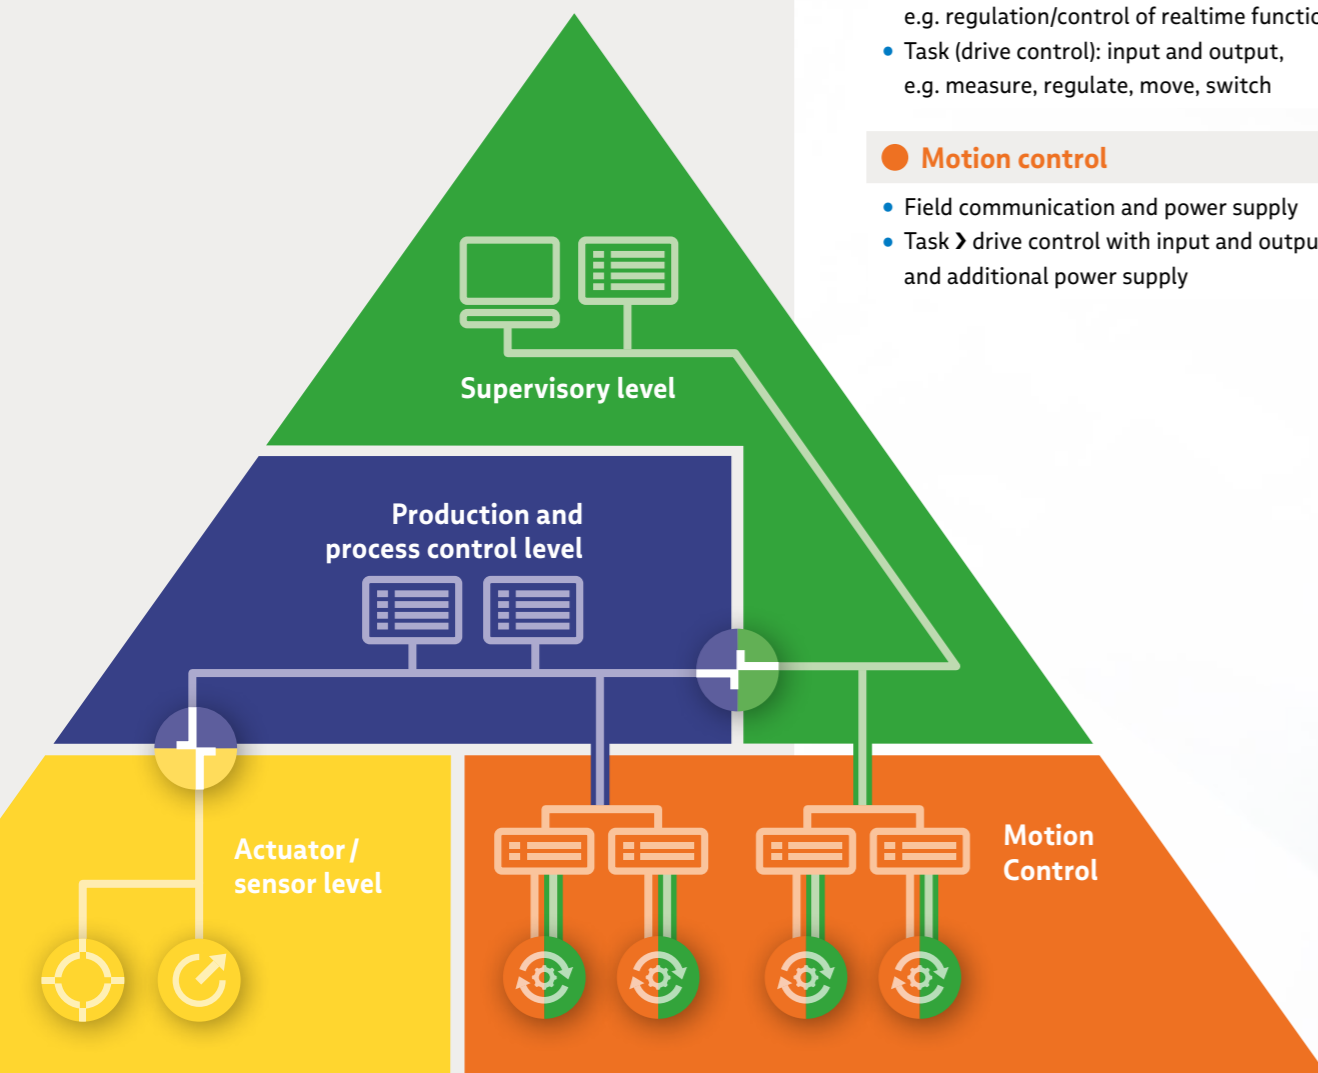 e.g. regulation/control of realtime
Task (drive control): input and output,
e.g. measure, regulate, move, switch
Motion control
Field communication and power supply
Task ❯ drive control with input and
and additional power supply
Supervisory level
Production and
process control level
Actuator /
sensor level
Motion
Control